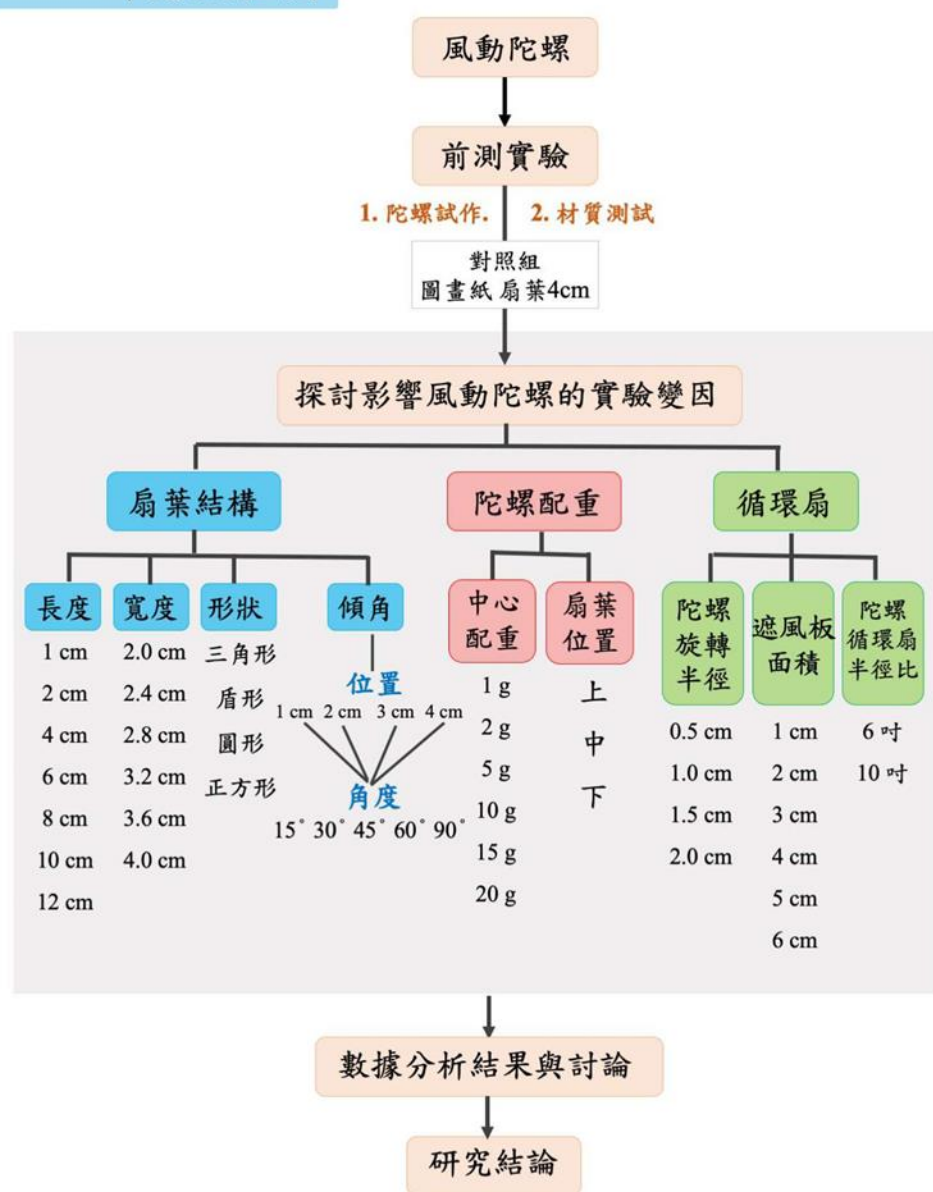 風動陀螺
前測實驗
1. 陀螺試作. 2. 材質測試
對照組
圖畫紙 扇葉4cm
探討影響風動陀螺的實驗變因
扇葉結構
長度
1 cm
2 cm
4 cm
6 cm
8 cm
10 cm
12 cm
寬度
2.0 cm
2.4 cm
2.8 cm
3.2 cm
3.6 cm
4.0 cm
形狀
三角形
盾形
圓形
正方形
傾角
位置
1 cm 2 cm 3 cm 4 cm
角度
15° 30° 45° 60° 90°
陀螺配重
中心
配重
1 g
2 g
5 g
10 g
15 g
20 g
扇葉
位置
上
中
下
循環扇
陀螺
旋轉
半徑
0.5 cm
1.0 cm
1.5 cm
2.0 cm
遮風板
面積
1 cm
2 cm
3 cm
4 cm
5 cm
6 cm
陀螺
循環扇
半徑比
6 吋
10 吋
數據分析結果與討論
研究結論